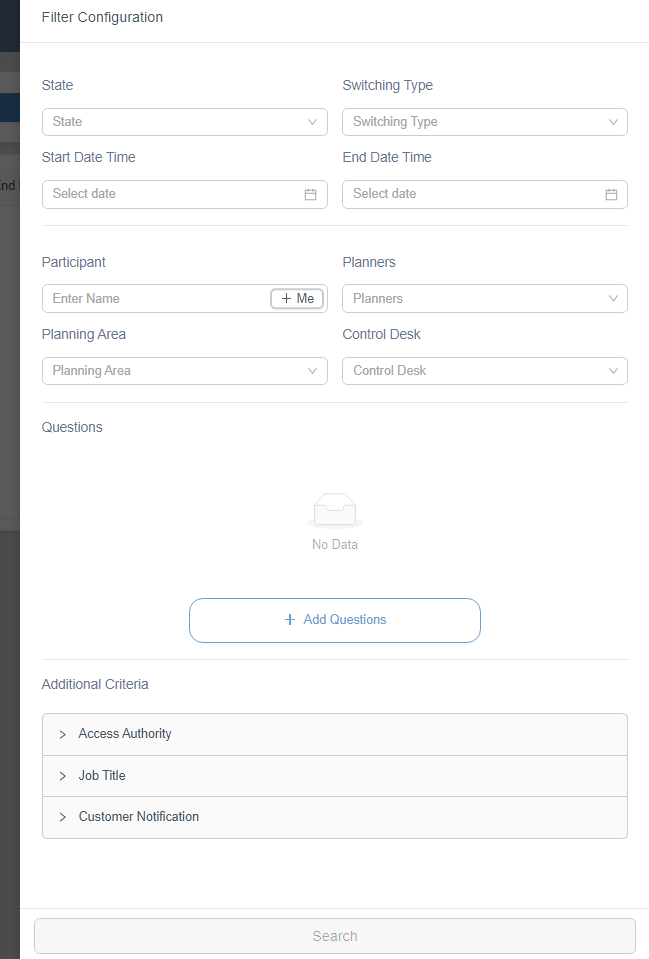 Filter Configuration
State
Switching Type
State
Switching Type
Start Date Time
End Date Time
Select date
Select date
Participant
Planners
Enter Name
+ Me
Planners
Planning Area
Control Desk
Planning Area
Control Desk
Questions
No Data
+ Add Questions
Additional Criteria
> Access Authority
> Job Title
> Customer Notification
Search